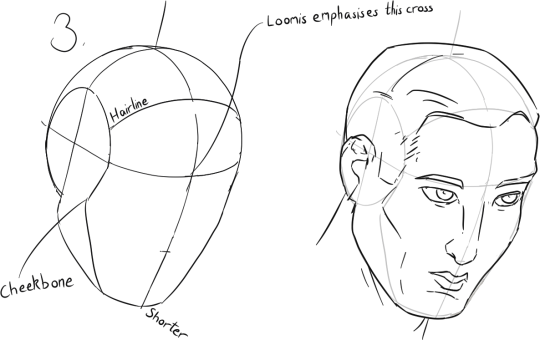 3.
Loomis emphasises this cross
Hairline
Cheekbone
Shorter